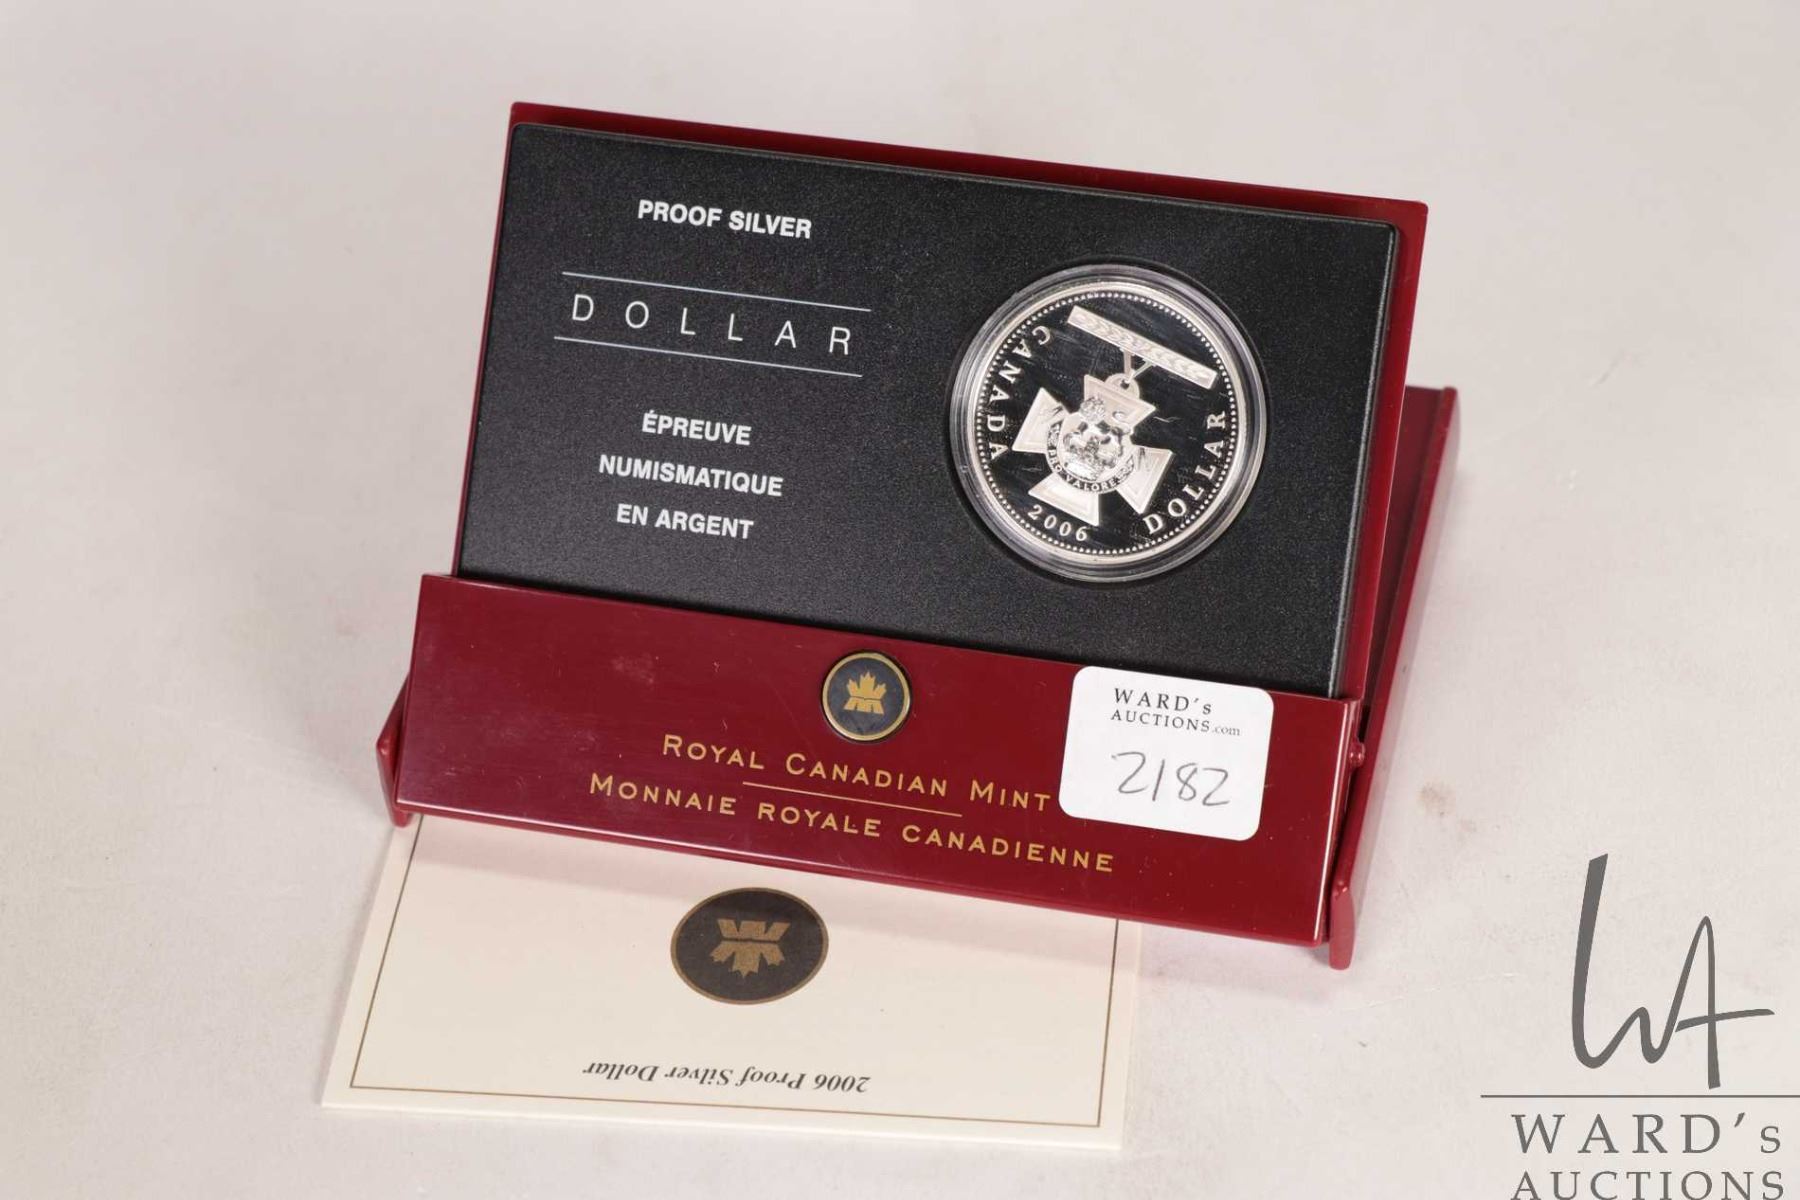 PROOF SILVER
DOLLAR
ÉPREUVE
NUMISMATIQUE
EN ARGENT
CANADA
DOLLAR
2006
PRO VALORE
ROYAL CANADIAN MINT
MONNAIE ROYALE CANADIENNE
WARD's
AUCTIONS.com
2182
2006 Proof Silver Dollar
WA
WARD's
AUCTIONS